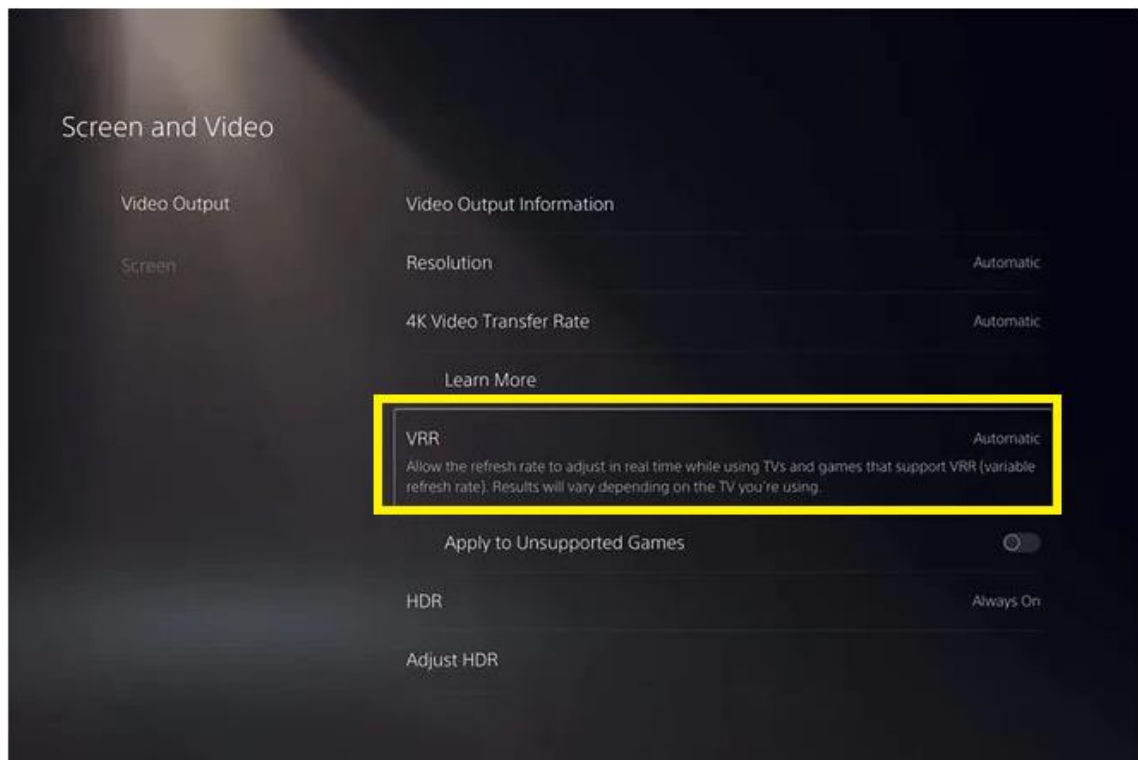 Screen and Video
Video Output
Video Output Information
Screen
Resolution
Automatic
4K Video Transfer Rate
Automatic
Learn More
VRR
Automatic
Allow the refresh rate to adjust in real time while using TVs and games that support VRR (variable
refresh rate). Results will vary depending on the TV you're using.
Apply to Unsupported Games
HDR
Always On
Adjust HDR